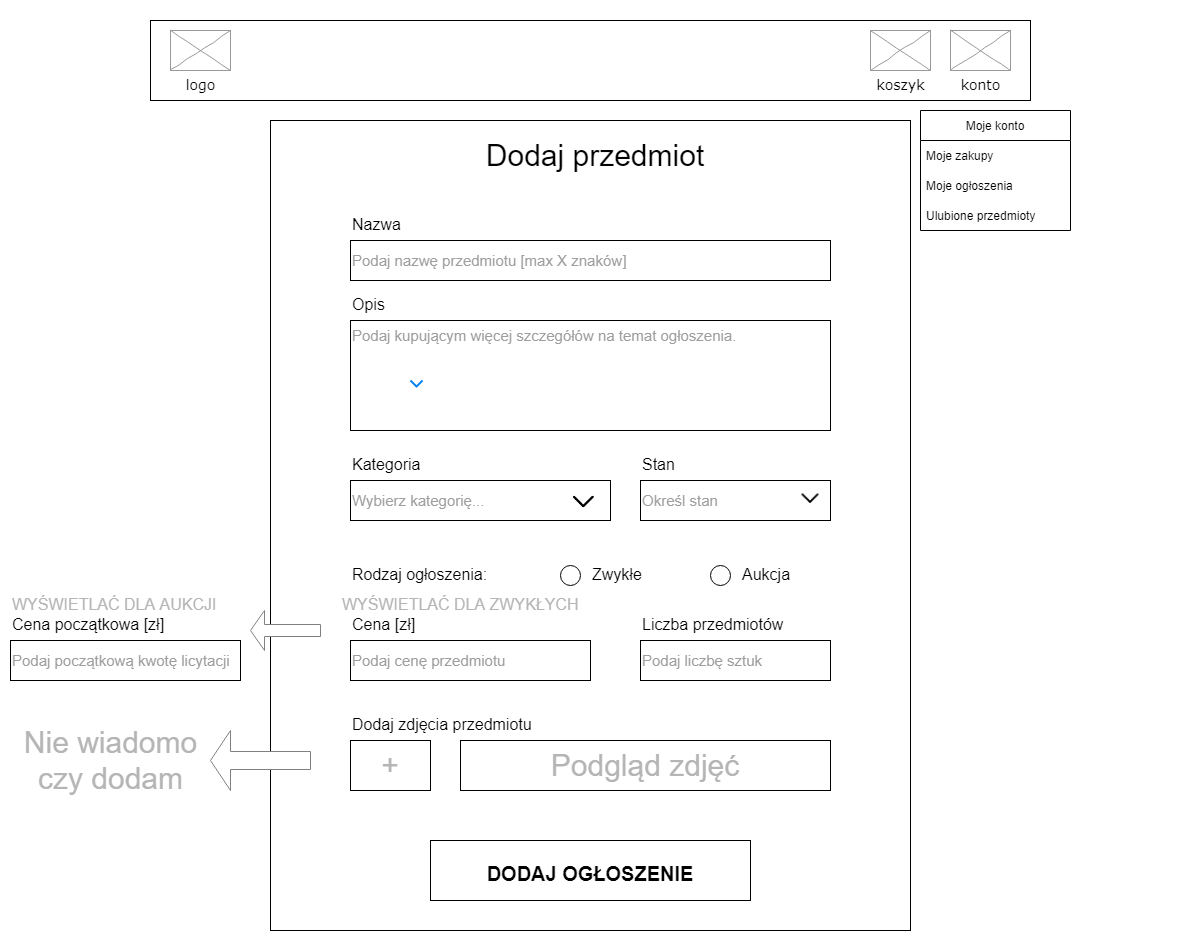 logo
koszyk
konto
Moje konto
Moje zakupy
Moje ogłoszenia
Ulubione przedmioty
Dodaj przedmiot
Nazwa
Podaj nazwę przedmiotu [max X znaków]
Opis
Podaj kupującym więcej szczegółów na temat ogłoszenia.
Kategoria
Stan
Wybierz kategorię...
Określ stan
Rodzaj ogłoszenia:
Zwykłe
Aukcja
WYŚWIETLAĆ DLA AUKCJI
Cena początkowa [zł]
Podaj początkową kwotę licytacji
WYŚWIETLAĆ DLA ZWYKŁYCH
Cena [zł]
Podaj cenę przedmiotu
Liczba przedmiotów
Podaj liczbę sztuk
Nie wiadomo
czy dodam
Dodaj zdjęcia przedmiotu
+
Podgląd zdjęć
DODAJ OGŁOSZENIE